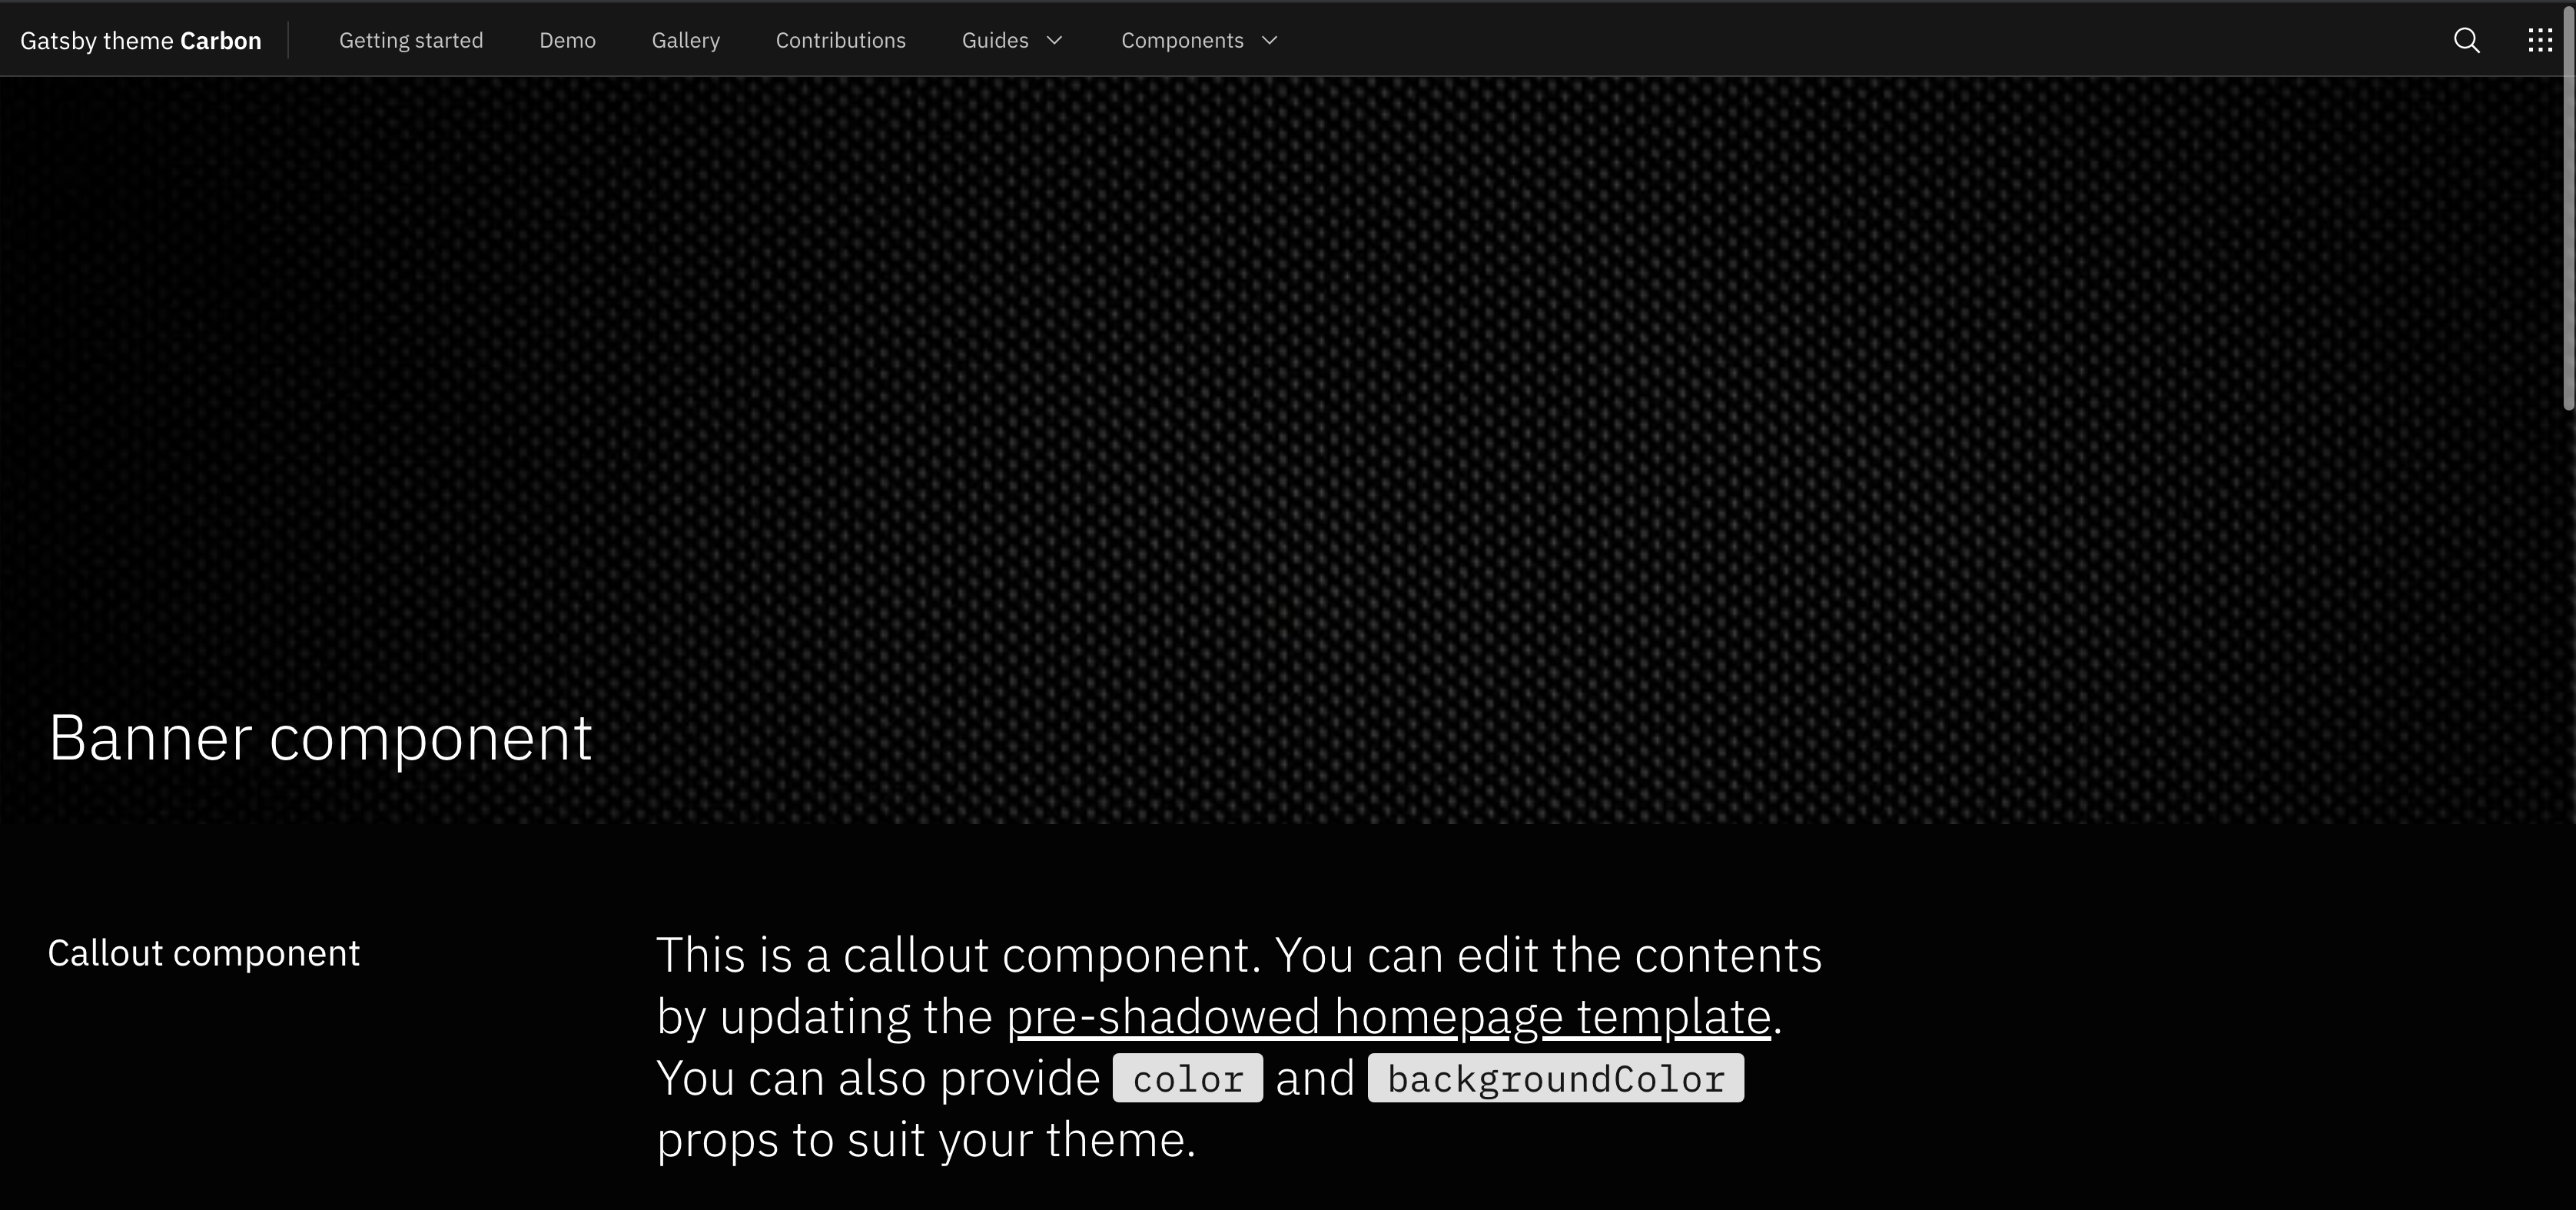 Gatsby theme Carbon
Getting started
Demo
Gallery
Contributions
Guides
Components
Banner component
Callout component
This is a callout component. You can edit the contents
by updating the pre-shadowed homepage template.
You can also provide color and backgroundColor
props to suit your theme.